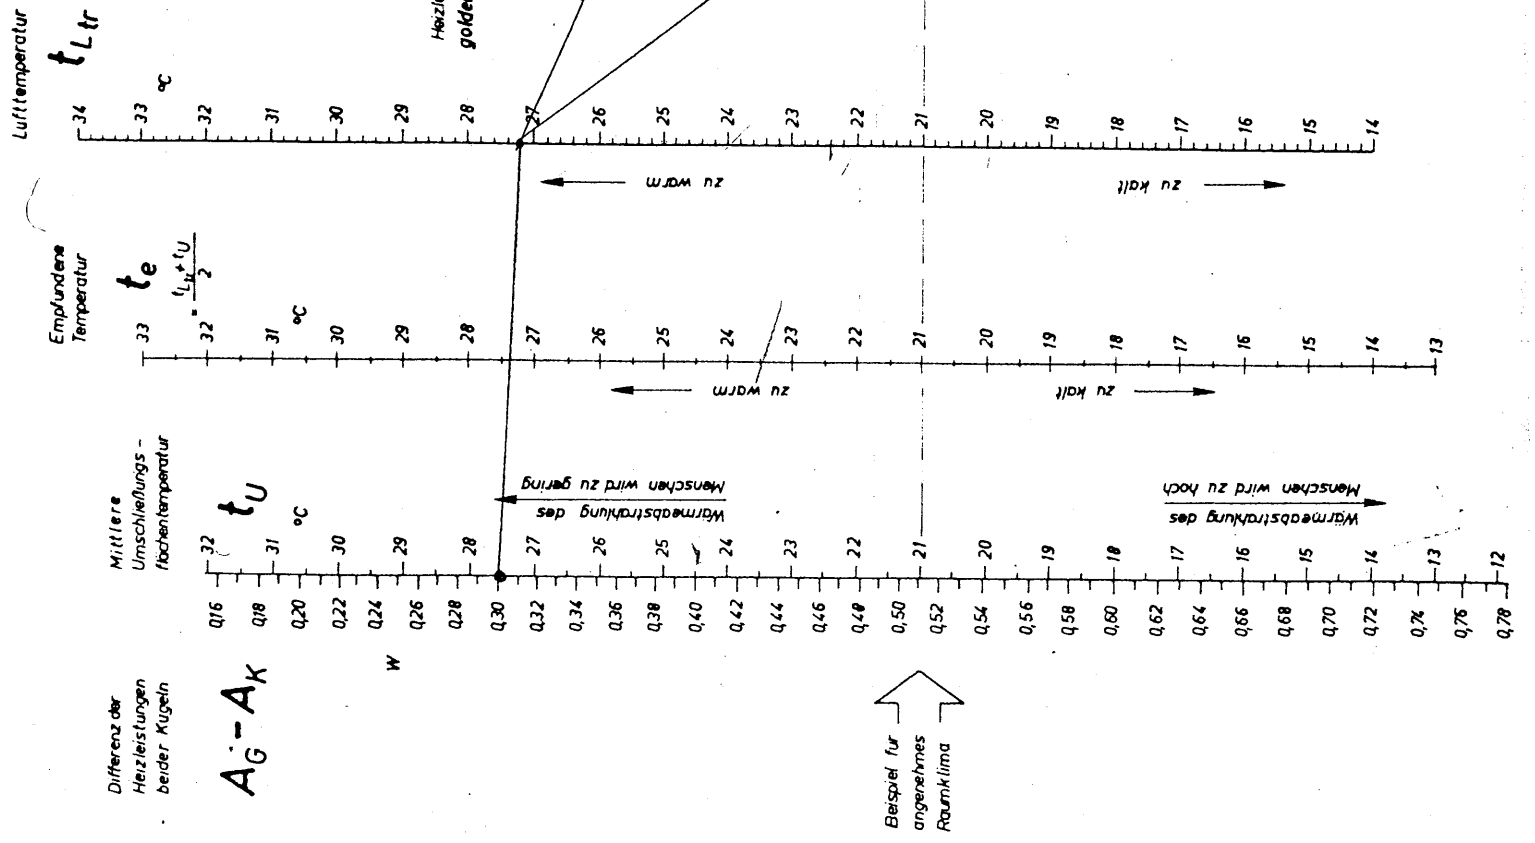 Lufttemperatur
t L tr
°C
34 33 32 31 30 29 28 27 26 25 24 23 22 21 20 19 18 17 16 15 14
Heizl
golde
zu warm
zu kalt
Empfundene
Temperatur
t e
= t L tr + t U
2
°C
33 32 31 30 29 28 27 26 25 24 23 22 21 20 19 18 17 16 15 14 13
zu warm
zu kalt
Mittlere
Umschließungs -
flächentemperatur
t U
°C
Wärmeabstrahlung des
Menschen wird zu gering
Wärmeabstrahlung des
Menschen wird zu hoch
32 31 30 29 28 27 26 25 24 23 22 21 20 19 18 17 16 15 14 13 12
0,16 0,18 0,20 0,22 0,24 0,26 0,28 0,30 0,32 0,34 0,36 0,38 0,40 0,42 0,44 0,46 0,48 0,50 0,52 0,54 0,56 0,58 0,60 0,62 0,64 0,66 0,68 0,70 0,72 0,74 0,76 0,78
W
Differenz der
Heizleistungen
beider Kugeln
A G - A K
Beispiel für
angenehmes
Raumklima